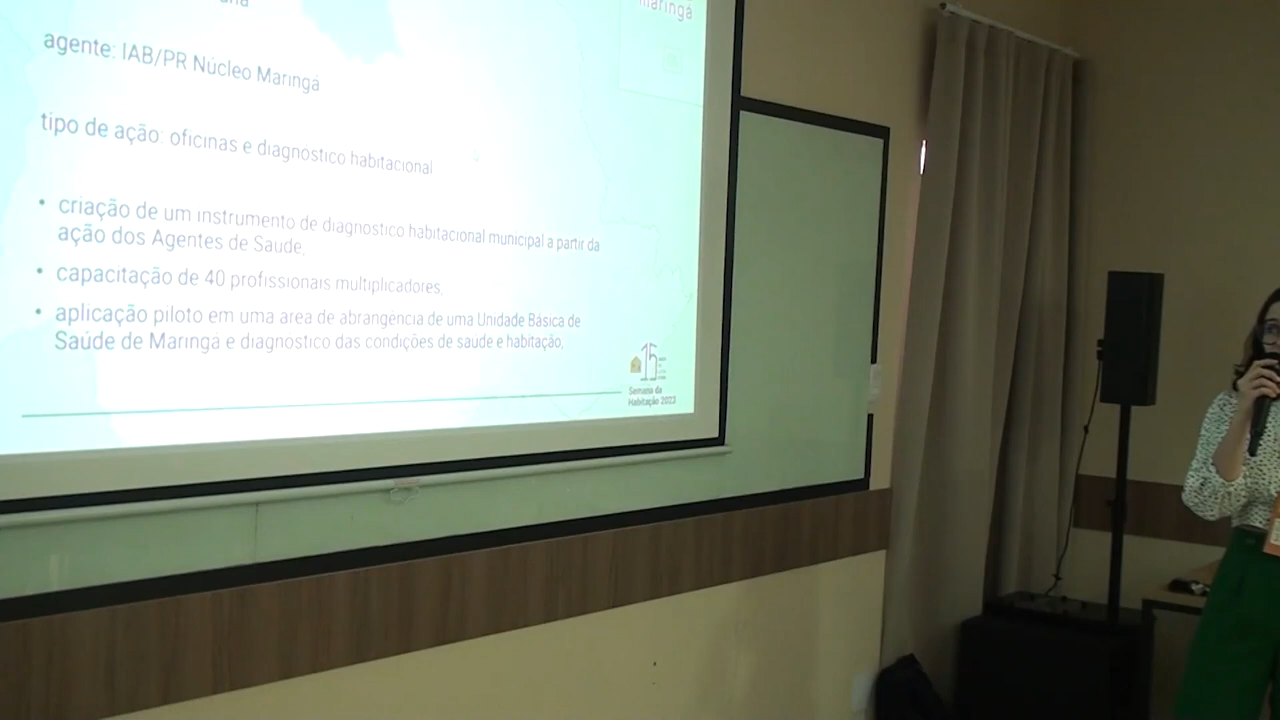 maringá
agente: IAB/PR Núcleo Maringá
tipo de ação: oficinas e diagnostico habitacional
• criação de um instrumento de diagnostico habitacional municipal a partir da
ação dos Agentes de Saude,
• capacitação de 40 profissionais multiplicadores,
• aplicação piloto em uma area de abrangência de uma Unidade Básica de
Saúde de Maringá e diagnostico das condições de saude e habitação,
15
Semana da
Habitação 2023